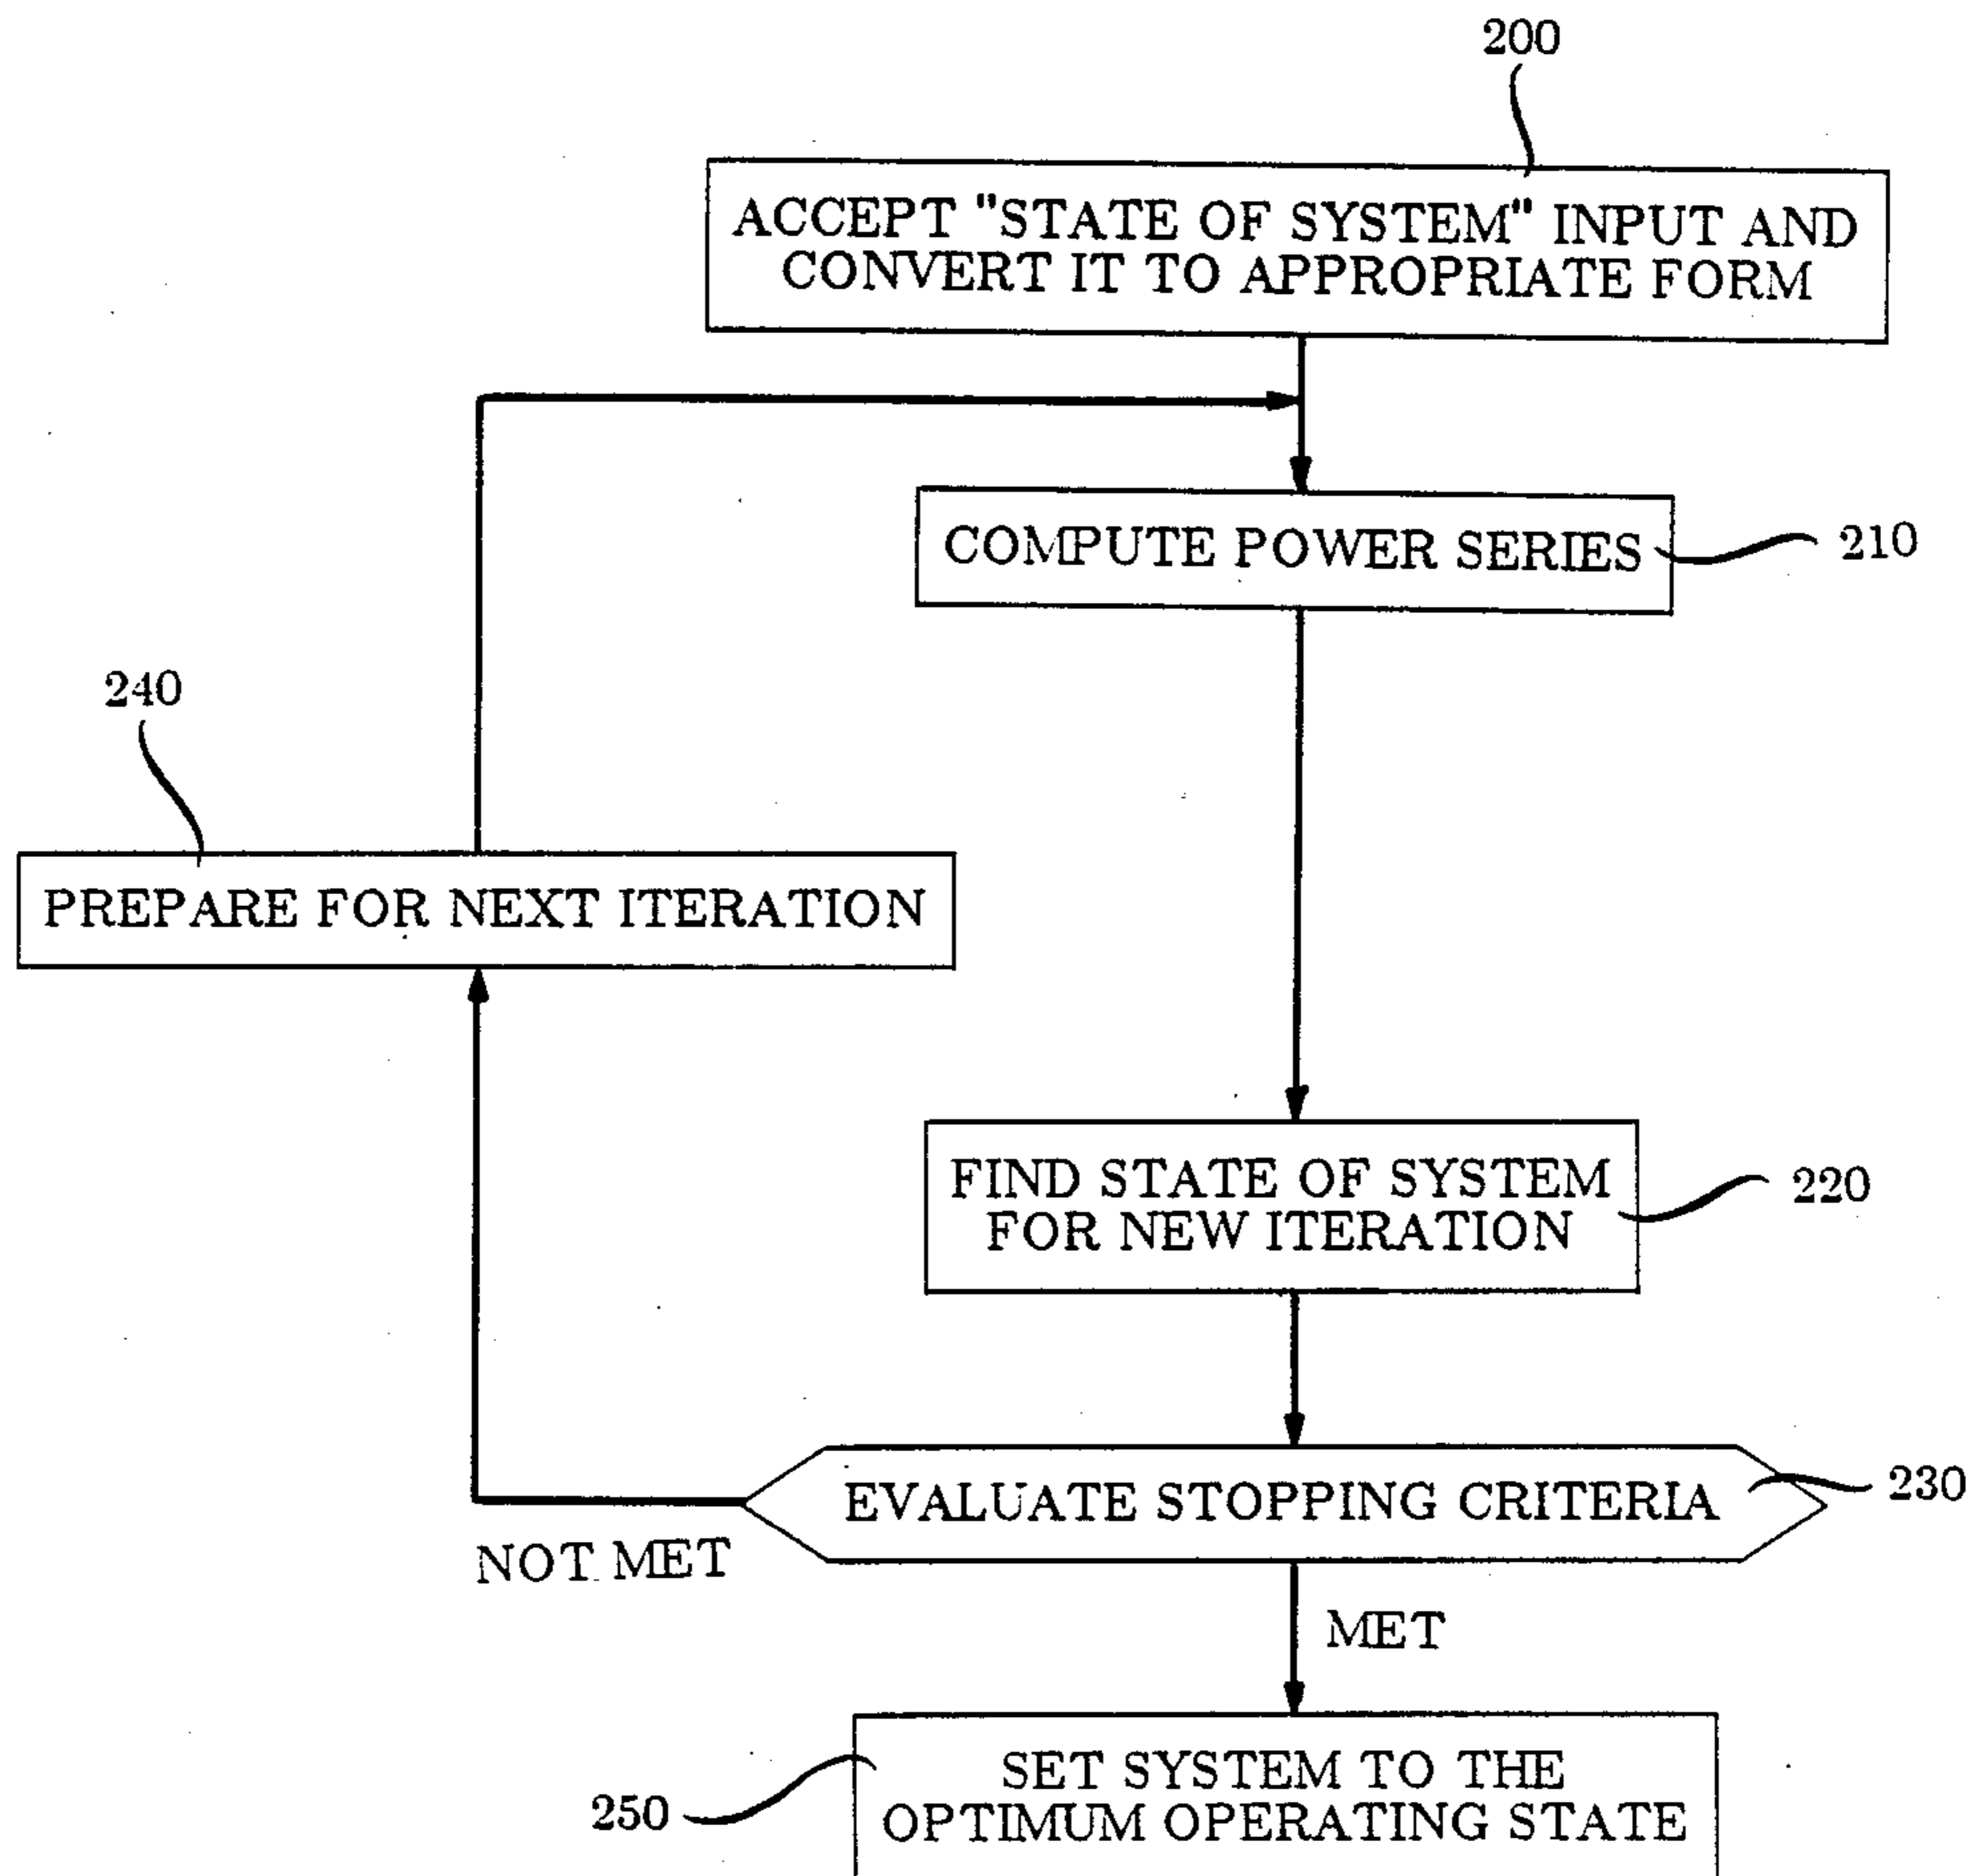 200
ACCEPT "STATE OF SYSTEM" INPUT AND
CONVERT IT TO APPROPRIATE FORM
COMPUTE POWER SERIES
210
240
PREPARE FOR NEXT ITERATION
FIND STATE OF SYSTEM
FOR NEW ITERATION
220
EVALUATE STOPPING CRITERIA
230
NOT MET
MET
250
SET SYSTEM TO THE
OPTIMUM OPERATING STATE